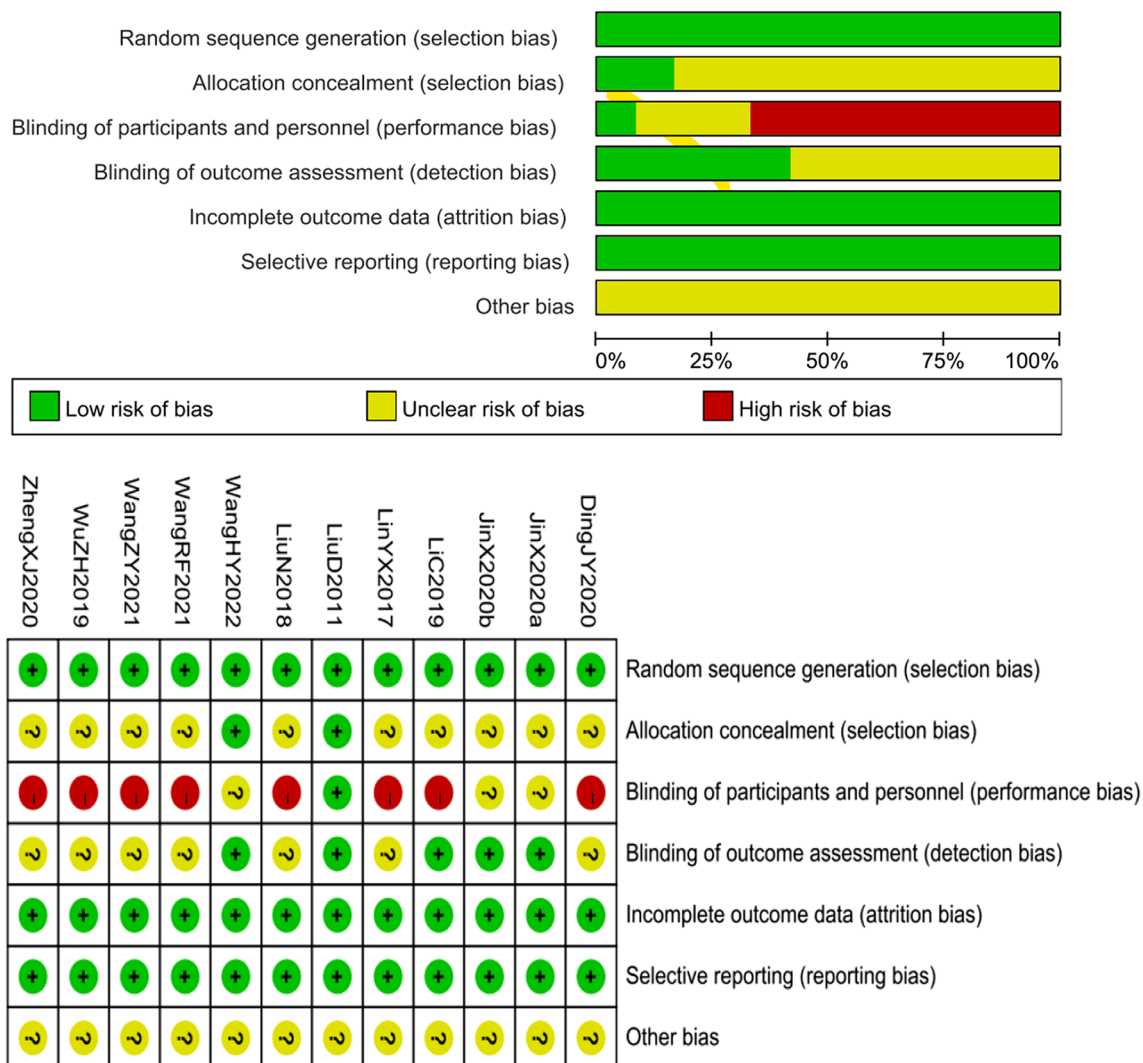 Random sequence generation (selection bias)
Allocation concealment (selection bias)
Blinding of participants and personnel (performance bias)
Blinding of outcome assessment (detection bias)
Incomplete outcome data (attrition bias)
Selective reporting (reporting bias)
Other bias
0% 25% 50% 75% 100%
Low risk of bias Unclear risk of bias High risk of bias
ZhengXJ2020 WuZH2019 WangZY2021 WangRF2021 WangHY2022 LiuN2018 LiuD2011 LinYX2017 LiC2019 JinX2020b JinX2020a DingJY2020
+ + + + + + + + + + + + Random sequence generation (selection bias)
? ? ? ? + ? + ? ? ? ? ? Allocation concealment (selection bias)
– – – – ? – + – – ? ? – Blinding of participants and personnel (performance bias)
? ? ? ? + ? + ? + + + ? Blinding of outcome assessment (detection bias)
+ + + + + + + + + + + + Incomplete outcome data (attrition bias)
+ + + + + + + + + + + + Selective reporting (reporting bias)
? ? ? ? ? ? ? ? ? ? ? ? Other bias